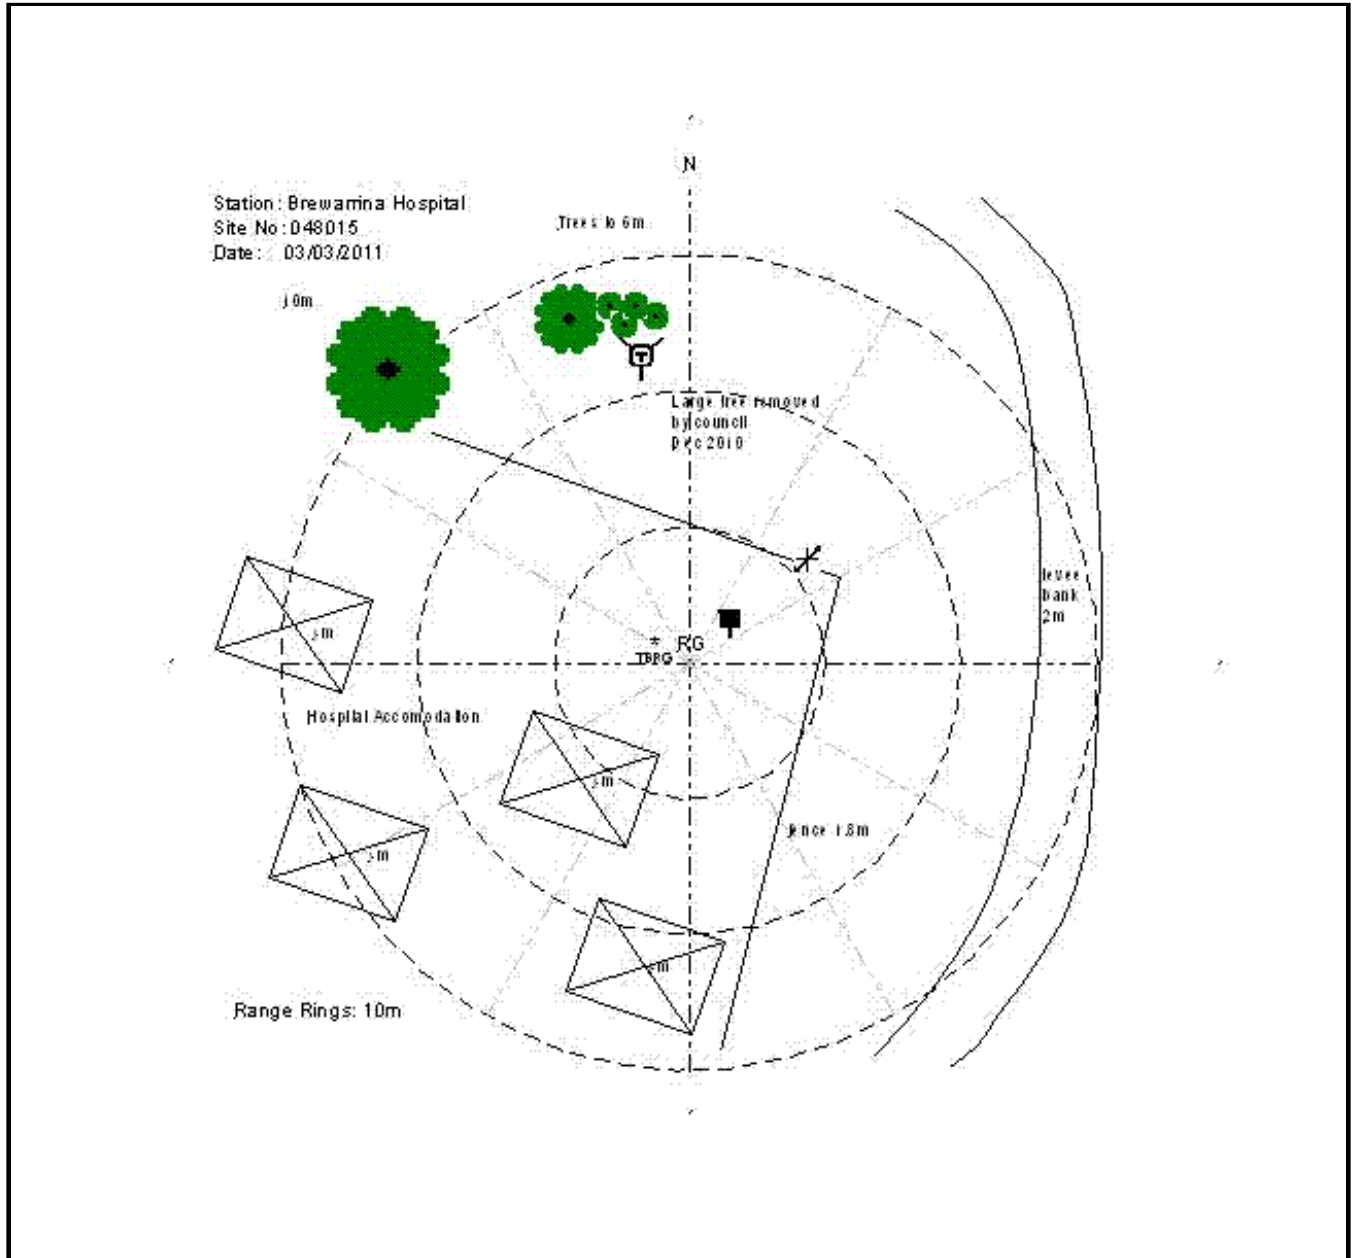 N
Station: Brewarrina Hospital
Site No: 048015
Date: 03/03/2011
Trees to 6m
Large tree removed
by council
Dec 2010
levee
bank
2m
RG
TBRG
Hospital Accomodation
fence 1.8m
Range Rings: 10m